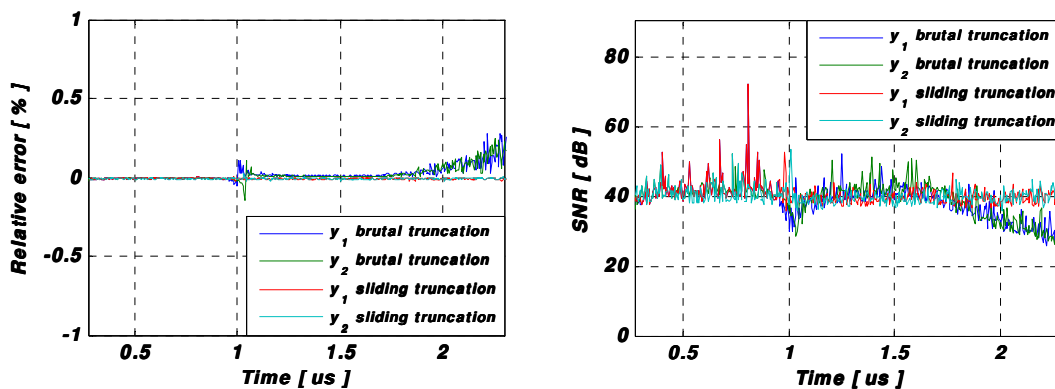 Relative error [ % ]
1
0.5
0
-0.5
-1
0.5 1 1.5 2
Time [ us ]
y1 brutal truncation
y2 brutal truncation
y1 sliding truncation
y2 sliding truncation
SNR [ dB ]
80
60
40
20
0
0.5 1 1.5 2
Time [ us ]
y1 brutal truncation
y2 brutal truncation
y1 sliding truncation
y2 sliding truncation